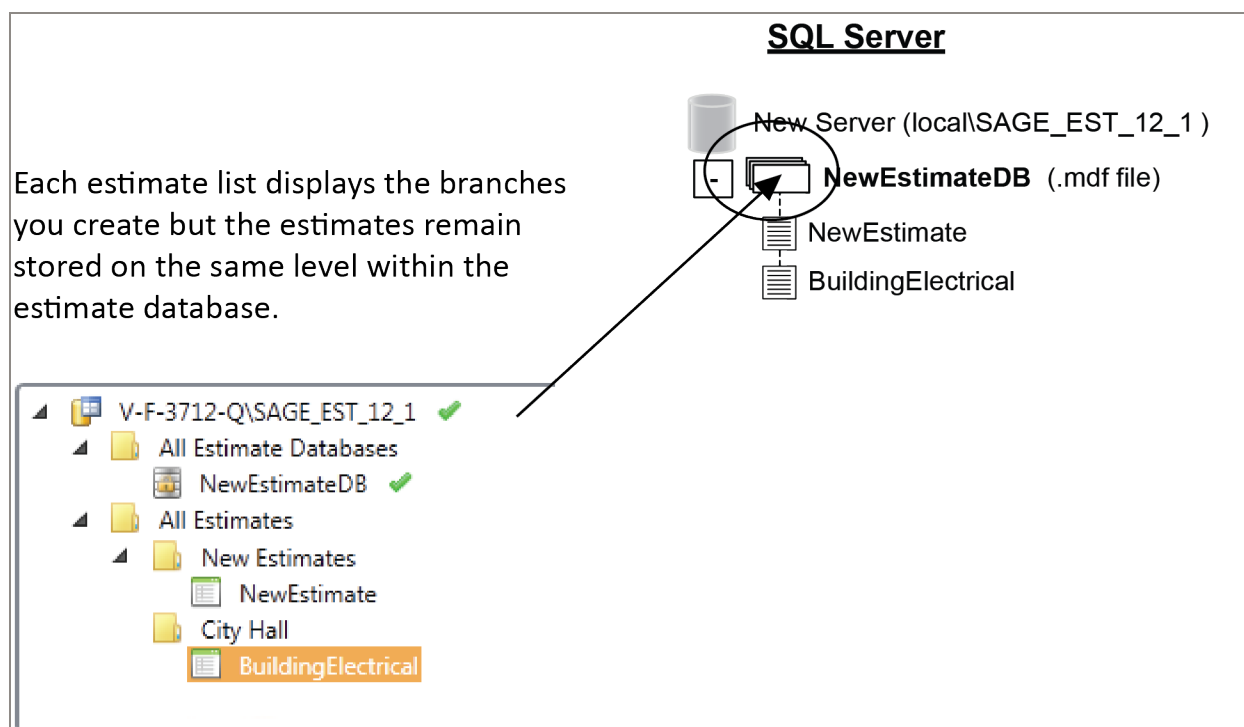 SQL Server
New Server (local\SAGE_EST_12_1 )
- NewEstimateDB (.mdf file)
NewEstimate
BuildingElectrical
Each estimate list displays the branches
you create but the estimates remain
stored on the same level within the
estimate database.
V-F-3712-Q\SAGE_EST_12_1
All Estimate Databases
NewEstimateDB
All Estimates
New Estimates
NewEstimate
City Hall
BuildingElectrical